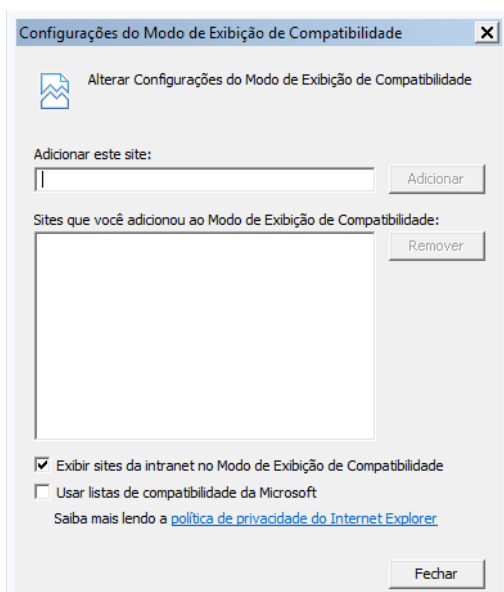 Configurações do Modo de Exibição de Compatibilidade
Alterar Configurações do Modo de Exibição de Compatibilidade
Adicionar este site:
Adicionar
Sites que você adicionou ao Modo de Exibição de Compatibilidade:
Remover
Exibir sites da intranet no Modo de Exibição de Compatibilidade
Usar listas de compatibilidade da Microsoft
Saiba mais lendo a política de privacidade do Internet Explorer
Fechar